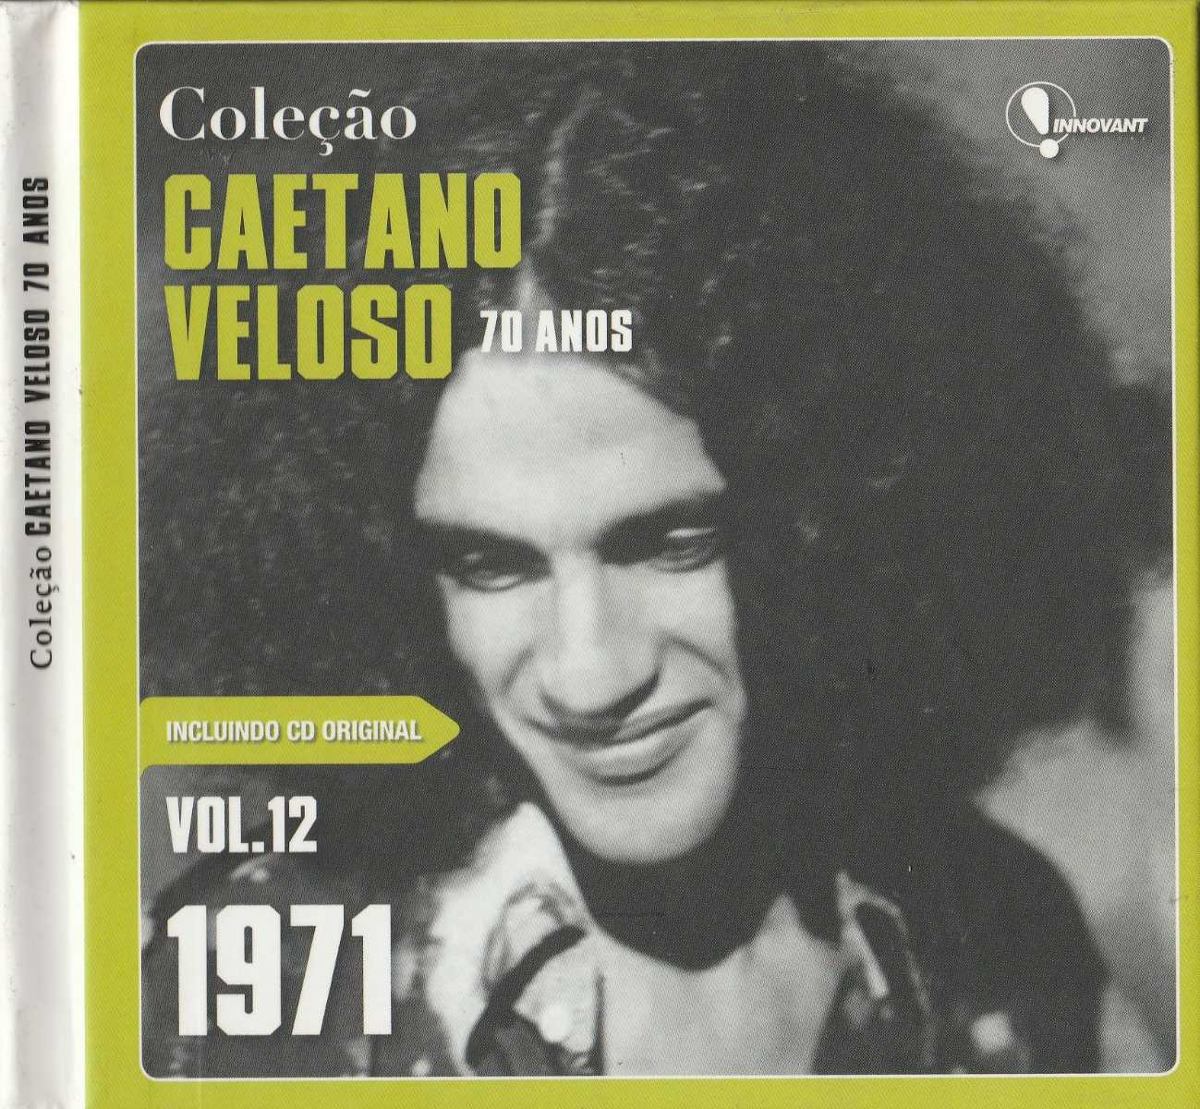 Coleção CAETANO VELOSO 70 ANOS
Coleção
CAETANO
VELOSO 70 ANOS
INNOVANT
INCLUINDO CD ORIGINAL
VOL.12
1971